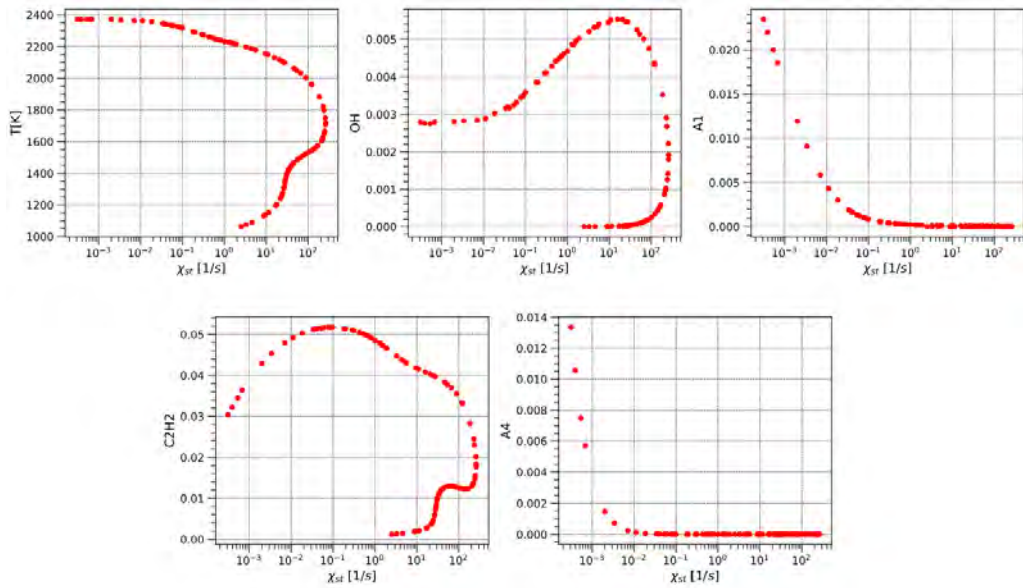 T[K]
2400
2200
2000
1800
1600
1400
1200
1000
10⁻³ 10⁻² 10⁻¹ 10⁰ 10¹ 10²
χst [1/s]
OH
0.005
0.004
0.003
0.002
0.001
0.000
10⁻³ 10⁻² 10⁻¹ 10⁰ 10¹ 10²
χst [1/s]
A1
0.020
0.015
0.010
0.005
0.000
10⁻³ 10⁻² 10⁻¹ 10⁰ 10¹ 10²
χst [1/s]
C2H2
0.05
0.04
0.03
0.02
0.01
0.00
10⁻³ 10⁻² 10⁻¹ 10⁰ 10¹ 10²
χst [1/s]
A4
0.014
0.012
0.010
0.008
0.006
0.004
0.002
0.000
10⁻³ 10⁻² 10⁻¹ 10⁰ 10¹ 10²
χst [1/s]